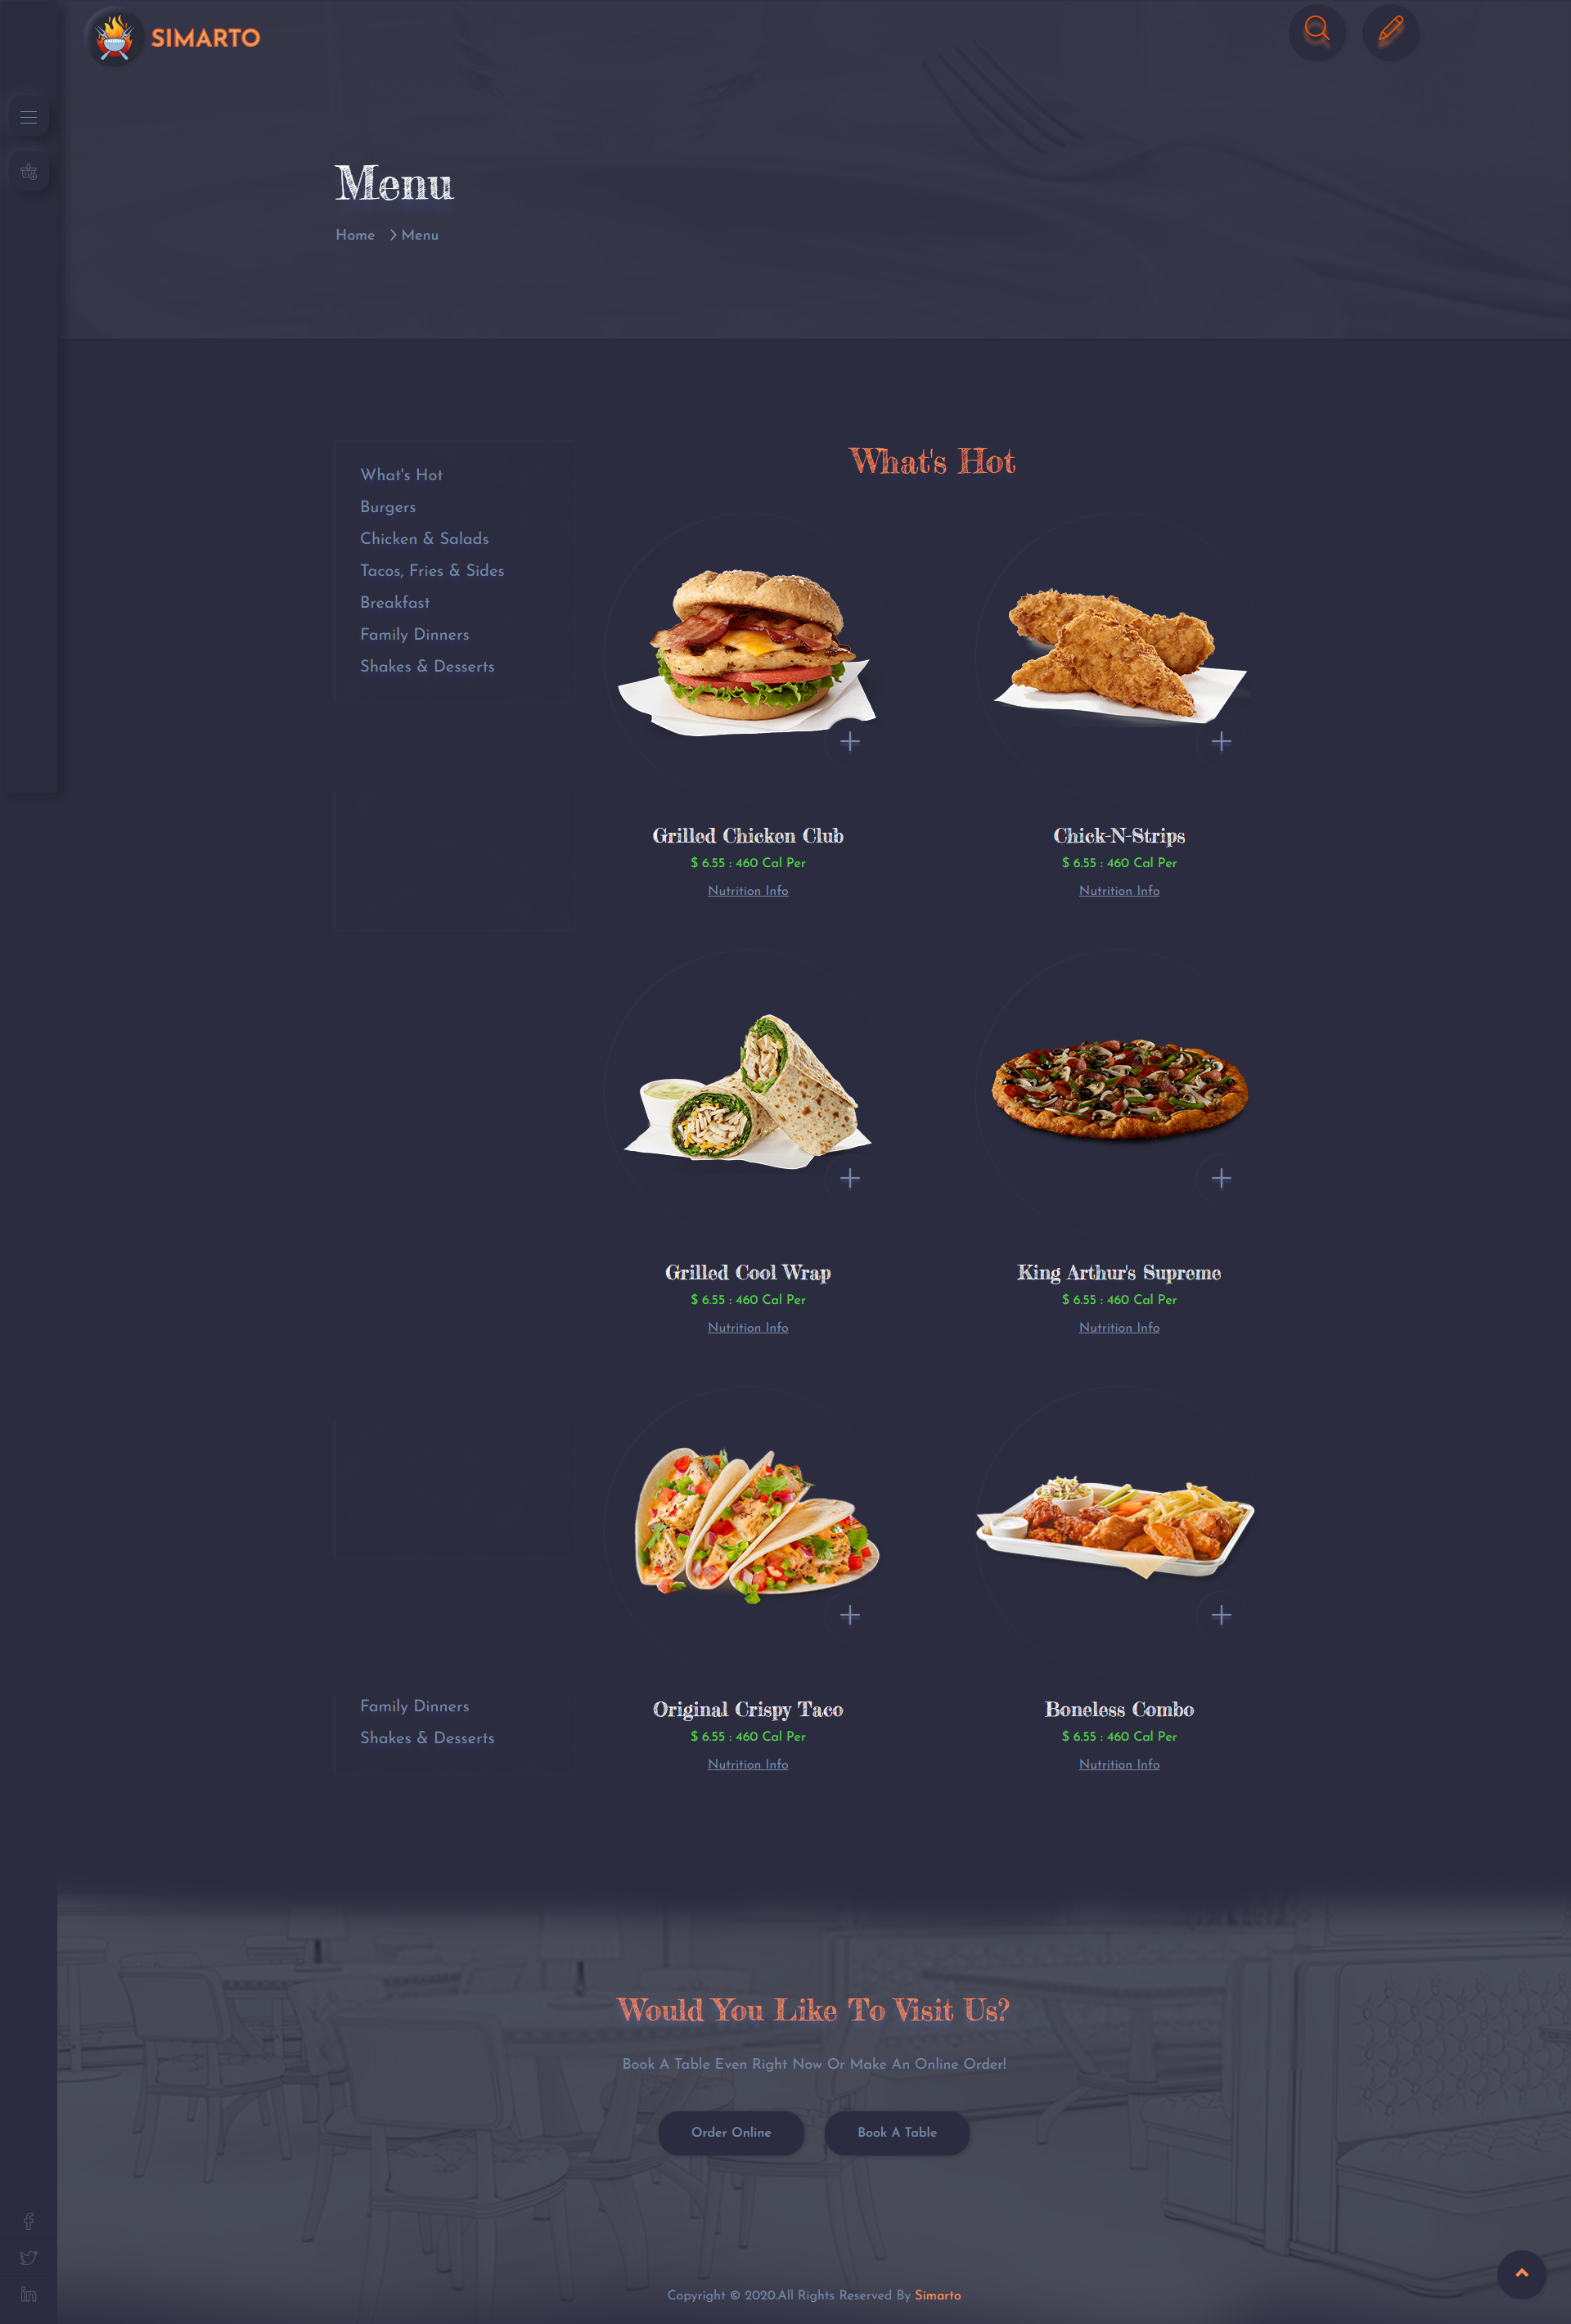 SIMARTO
Menu
Home > Menu
What's Hot
Burgers
Chicken & Salads
Tacos, Fries & Sides
Breakfast
Family Dinners
Shakes & Desserts
What's Hot
Grilled Chicken Club
$ 6.55 : 460 Cal Per
Nutrition Info
Chick-N-Strips
$ 6.55 : 460 Cal Per
Nutrition Info
Grilled Cool Wrap
$ 6.55 : 460 Cal Per
Nutrition Info
King Arthur's Supreme
$ 6.55 : 460 Cal Per
Nutrition Info
Family Dinners
Shakes & Desserts
Original Crispy Taco
$ 6.55 : 460 Cal Per
Nutrition Info
Boneless Combo
$ 6.55 : 460 Cal Per
Nutrition Info
Would You Like To Visit Us?
Book A Table Even Right Now Or Make An Online Order!
Order Online
Book A Table
Copyright © 2020.All Rights Reserved By Simarto